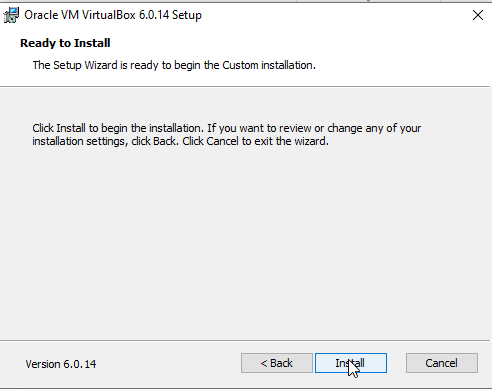 Oracle VM VirtualBox 6.0.14 Setup
Ready to Install
The Setup Wizard is ready to begin the Custom installation.
Click Install to begin the installation. If you want to review or change any of your
installation settings, click Back. Click Cancel to exit the wizard.
Version 6.0.14
< Back
Install
Cancel